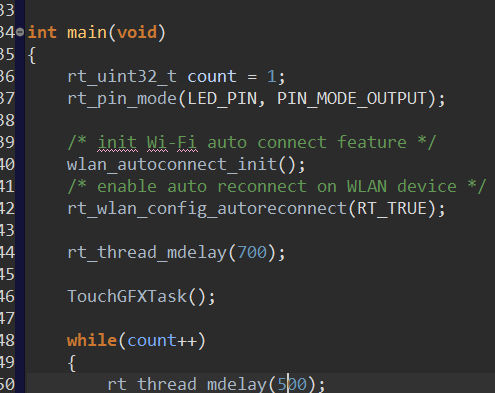 33
34 int main(void)
35 {
36 rt_uint32_t count = 1;
37 rt_pin_mode(LED_PIN, PIN_MODE_OUTPUT);
38
39 /* init Wi-Fi auto connect feature */
40 wlan_autoconnect_init();
41 /* enable auto reconnect on WLAN device */
42 rt_wlan_config_autoreconnect(RT_TRUE);
43
44 rt_thread_mdelay(700);
45
46 TouchGFXTask();
47
48 while(count++)
49 {
50 rt_thread_mdelay(500);